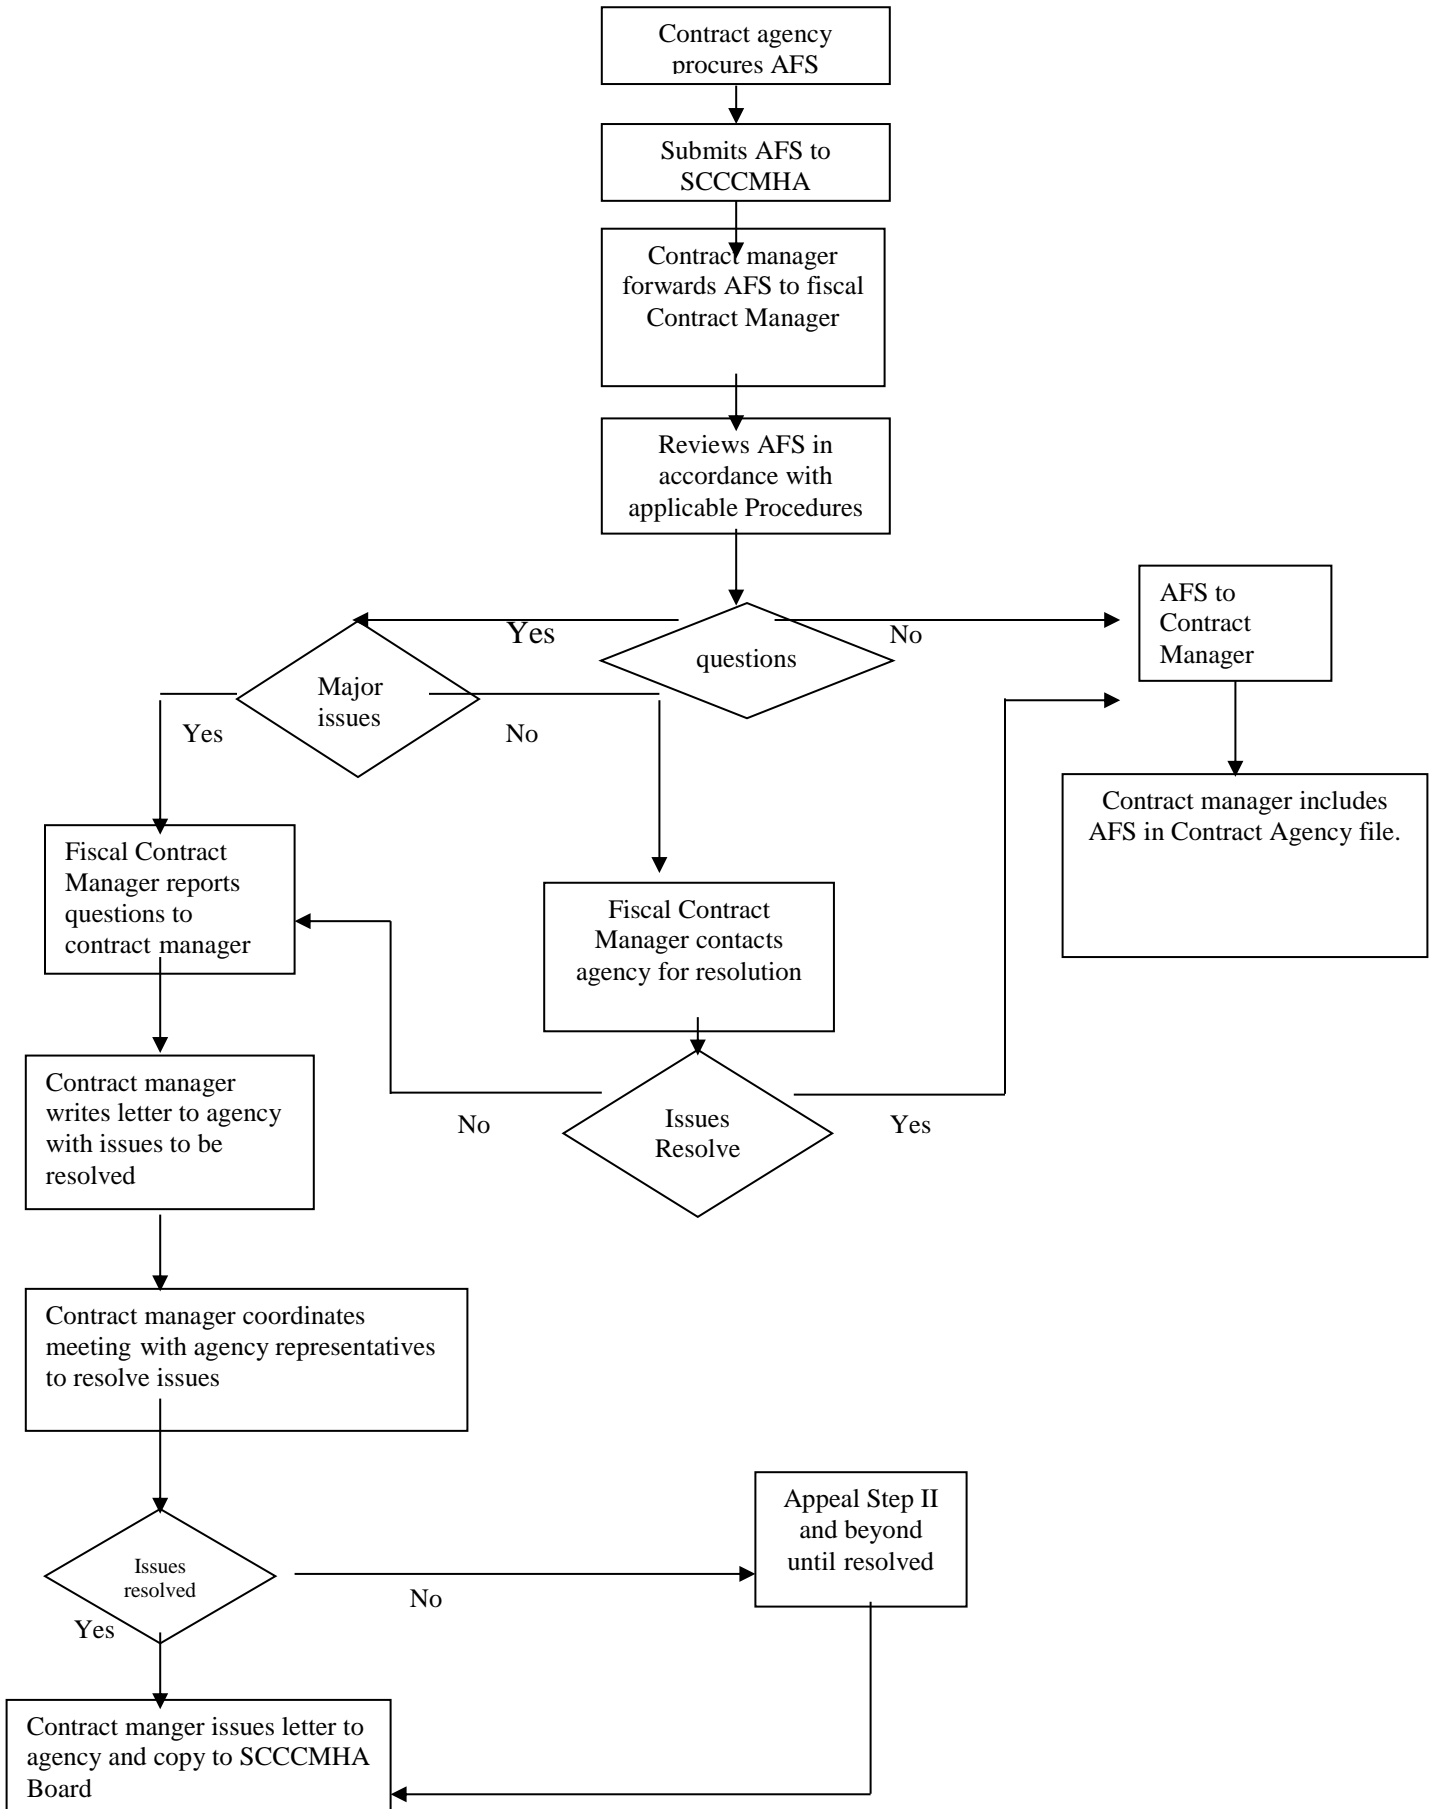 Contract agency
procures AFS
Submits AFS to
SCCCMHA
Contract manager
forwards AFS to fiscal
Contract Manager
Reviews AFS in
accordance with
applicable Procedures
questions
Yes
No
AFS to
Contract
Manager
Contract manager includes
AFS in Contract Agency file.
Major
issues
Yes
No
Fiscal Contract
Manager reports
questions to
contract manager
Fiscal Contract
Manager contacts
agency for resolution
Issues
Resolve
No
Yes
Contract manager
writes letter to agency
with issues to be
resolved
Contract manager coordinates
meeting with agency representatives
to resolve issues
Issues
resolved
No
Yes
Appeal Step II
and beyond
until resolved
Contract manger issues letter to
agency and copy to SCCCMHA
Board